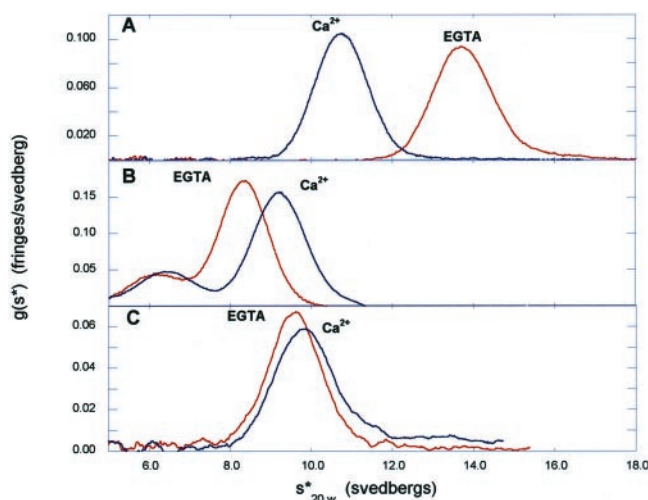 A
Ca2+
EGTA
0.100
0.060
0.020
B
EGTA
Ca2+
0.15
0.10
0.05
C
EGTA
Ca2+
0.06
0.04
0.02
0.00
6.0 8.0 10.0 12.0 14.0 16.0 18.0
g(s*) (fringes/svedberg)
s*20,w (svedbergs)